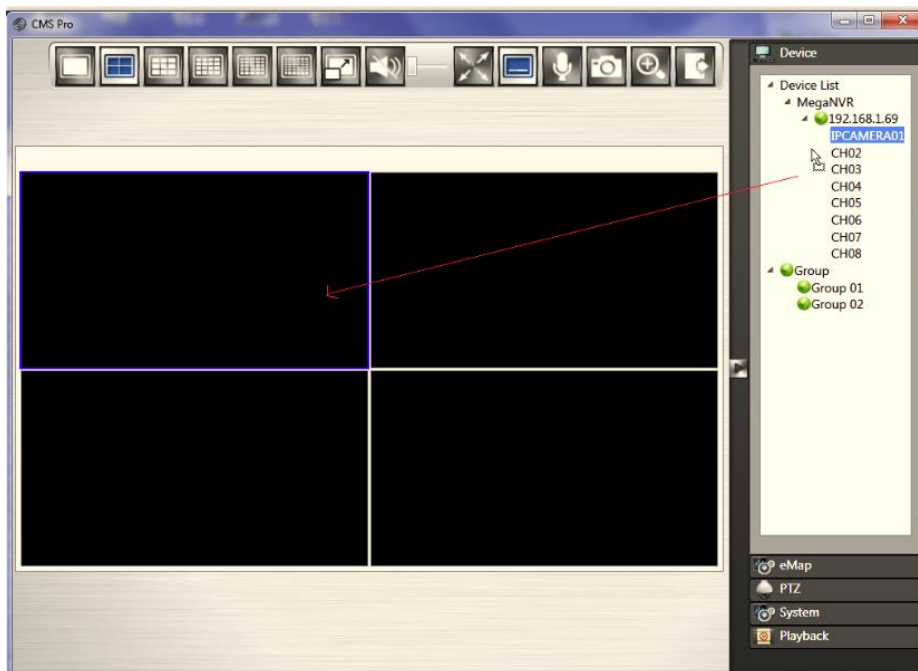 CMS Pro
Device
Device List
MegaNVR
192.168.1.69
IPCAMERA01
CH02
CH03
CH04
CH05
CH06
CH07
CH08
Group
Group 01
Group 02
eMap
PTZ
System
Playback